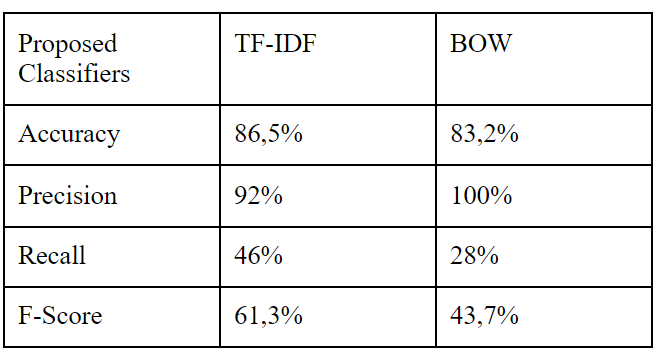 Proposed TF-IDF BOW
Classifiers
Accuracy 86,5% 83,2%
Precision 92% 100%
Recall 46% 28%
F-Score 61,3% 43,7%